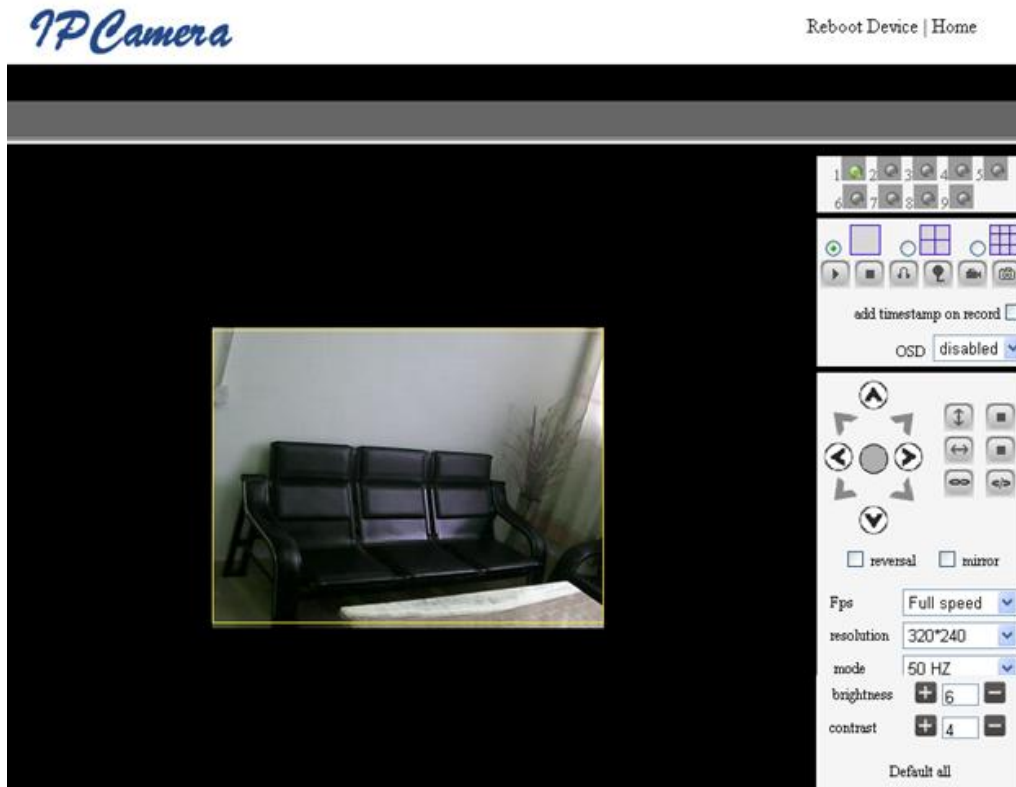 IPCamera
Reboot Device | Home
1 2 3 4 5
6 7 8 9
add timestamp on record
OSD disabled
reversal mirror
Fps Full speed
resolution 320*240
mode 50 HZ
brightness + 6 −
contrast + 4 −
Default all